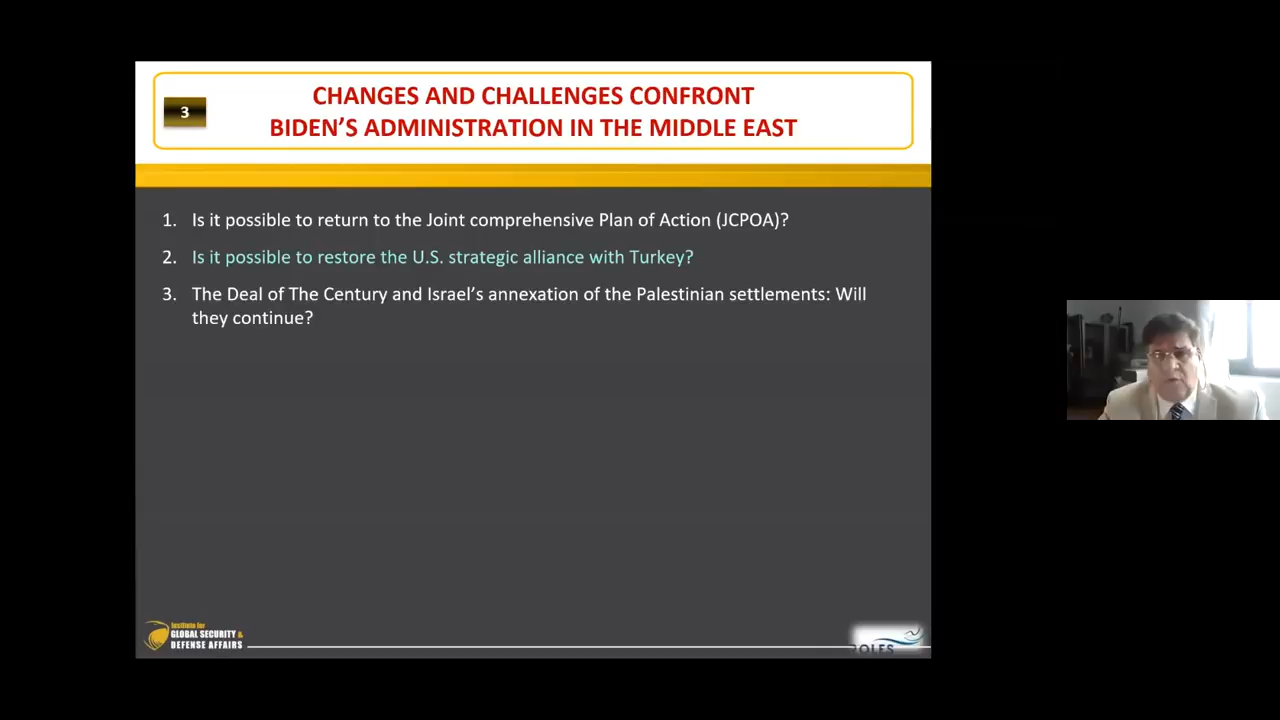 3
CHANGES AND CHALLENGES CONFRONT
BIDEN’S ADMINISTRATION IN THE MIDDLE EAST
1. Is it possible to return to the Joint comprehensive Plan of Action (JCPOA)?
2. Is it possible to restore the U.S. strategic alliance with Turkey?
3. The Deal of The Century and Israel’s annexation of the Palestinian settlements: Will
they continue?
Institute for
GLOBAL SECURITY &
DEFENSE AFFAIRS